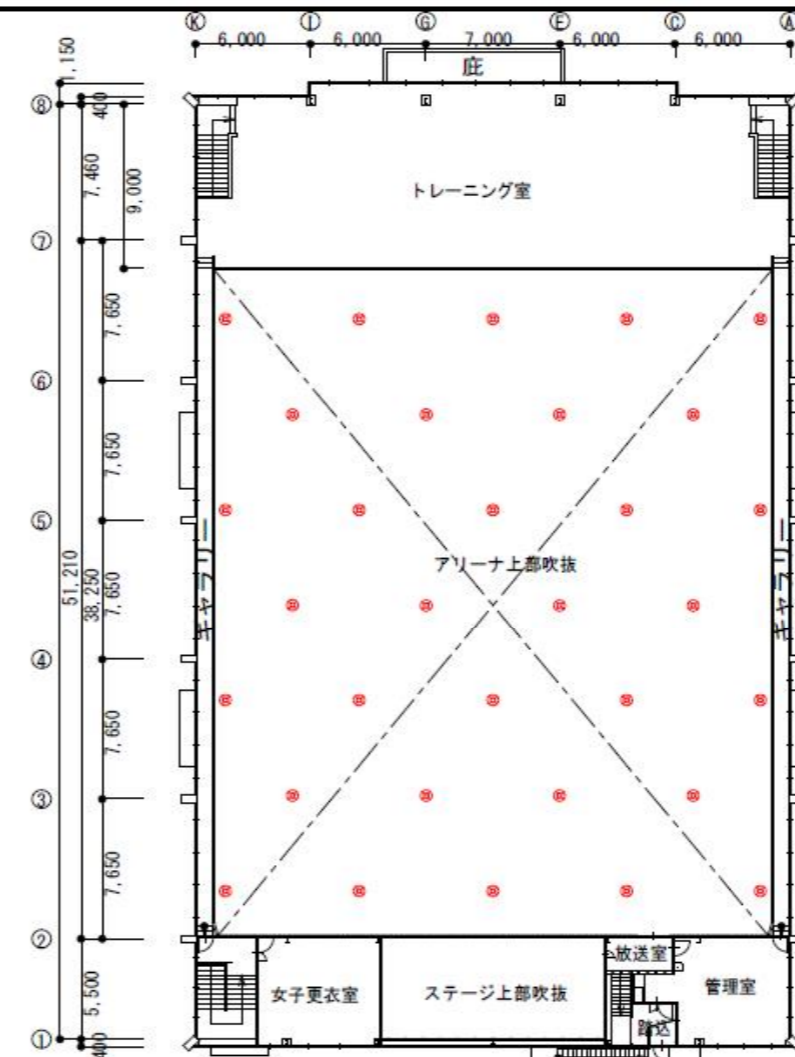 Ⓚ Ⓘ Ⓖ Ⓔ Ⓒ Ⓐ
6,000 6,000 7,000 6,000 6,000
1,150
庇
⑧
400
7,460
9,000
トレーニング室
⑦
7,650
⑥
7,650
⑤
アリーナ上部吹抜
ギャラリー
ギャラリー
51,210
38,250
7,650
④
7,650
③
7,650
②
放送室
女子更衣室
ステージ上部吹抜
管理室
5,500
踏込
①
400